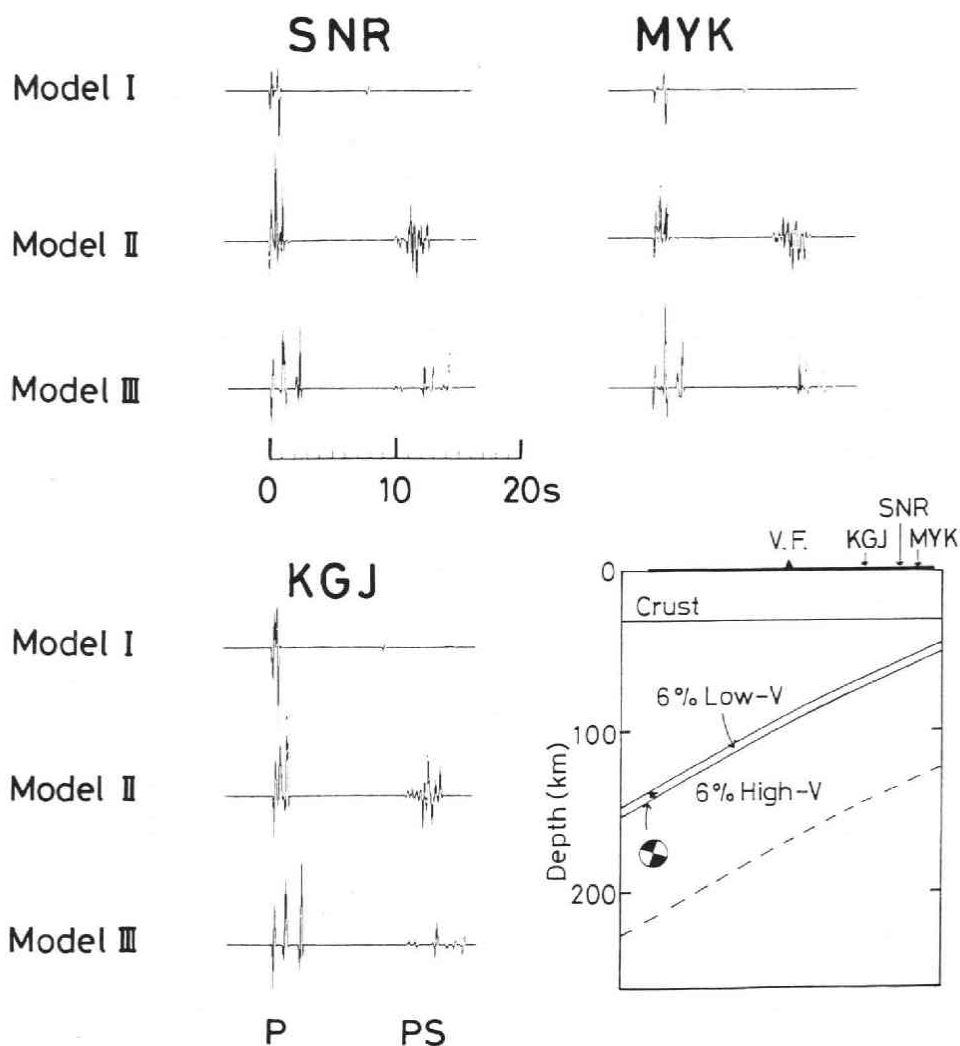 SNR MYK
Model I
Model II
Model III
0 10 20s
KGJ
Model I
Model II
Model III
P PS
SNR
V.F. KGJ MYK
0
Crust
6% Low-V
100
6% High-V
Depth (km)
200